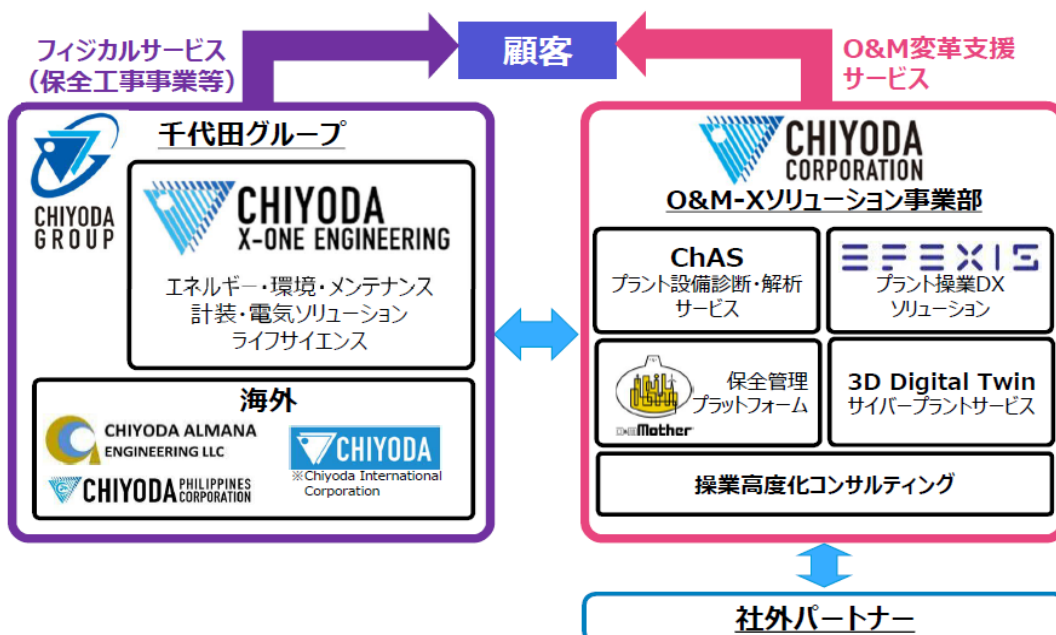 フィジカルサービス
（保全工事事業等）
顧客
O&M変革支援
サービス
千代田グループ
CHIYODA
GROUP
CHIYODA
X-ONE ENGINEERING
エネルギー・環境・メンテナンス
計装・電気ソリューション
ライフサイエンス
海外
CHIYODA ALMANA
ENGINEERING LLC
CHIYODA PHILIPPINES
CORPORATION
CHIYODA
※Chiyoda International
Corporation
CHIYODA
CORPORATION
O&M-Xソリューション事業部
ChAS
プラント設備診断・解析
サービス
EFEXIS
プラント操業DX
ソリューション
保全管理
プラットフォーム
Mother
3D Digital Twin
サイバープラントサービス
操業高度化コンサルティング
社外パートナー